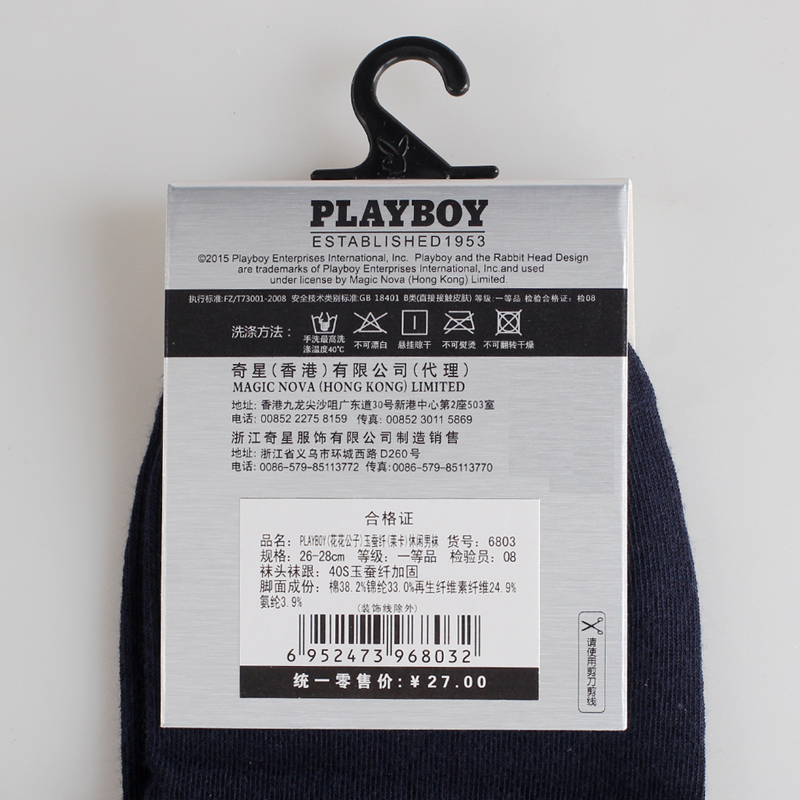 PLAYBOY
ESTABLISHED1953
©2015 Playboy Enterprises International, Inc. Playboy and the Rabbit Head Design
are trademarks of Playboy Enterprises International, Inc.and used
under license by Magic Nova (Hong Kong) Limited.
执行标准:FZ/T73001-2008 安全技术类别标准:GB 18401 B类(直接接触皮肤) 等级:一等品 检验合格证:检08
洗涤方法：
手洗最高洗 不可漂白 悬挂晾干 不可熨烫 不可翻转干燥
涤温度40℃
奇星(香港)有限公司(代理)
MAGIC NOVA (HONG KONG) LIMITED
地址: 香港九龙尖沙咀广东道30号新港中心第2座503室
电话: 00852 2275 8159 传真: 00852 3011 5869
浙江奇星服饰有限公司制造销售
地址: 浙江省义乌市环城西路 D260号
电话: 0086-579-85113772 传真:0086-579-85113770
合格证
品名: PLAYBOY(花花公子)玉蚕纤(莱卡)休闲男袜 货号: 6803
规格: 26-28cm 等级: 一等品 检验员: 08
袜头袜跟: 40S玉蚕纤加固
脚面成份: 棉38.2%锦纶33.0%再生纤维素纤维24.9%
氨纶3.9%
(装饰线除外)
6 952473 968032
统一零售价:¥27.00
请使用剪刀剪线